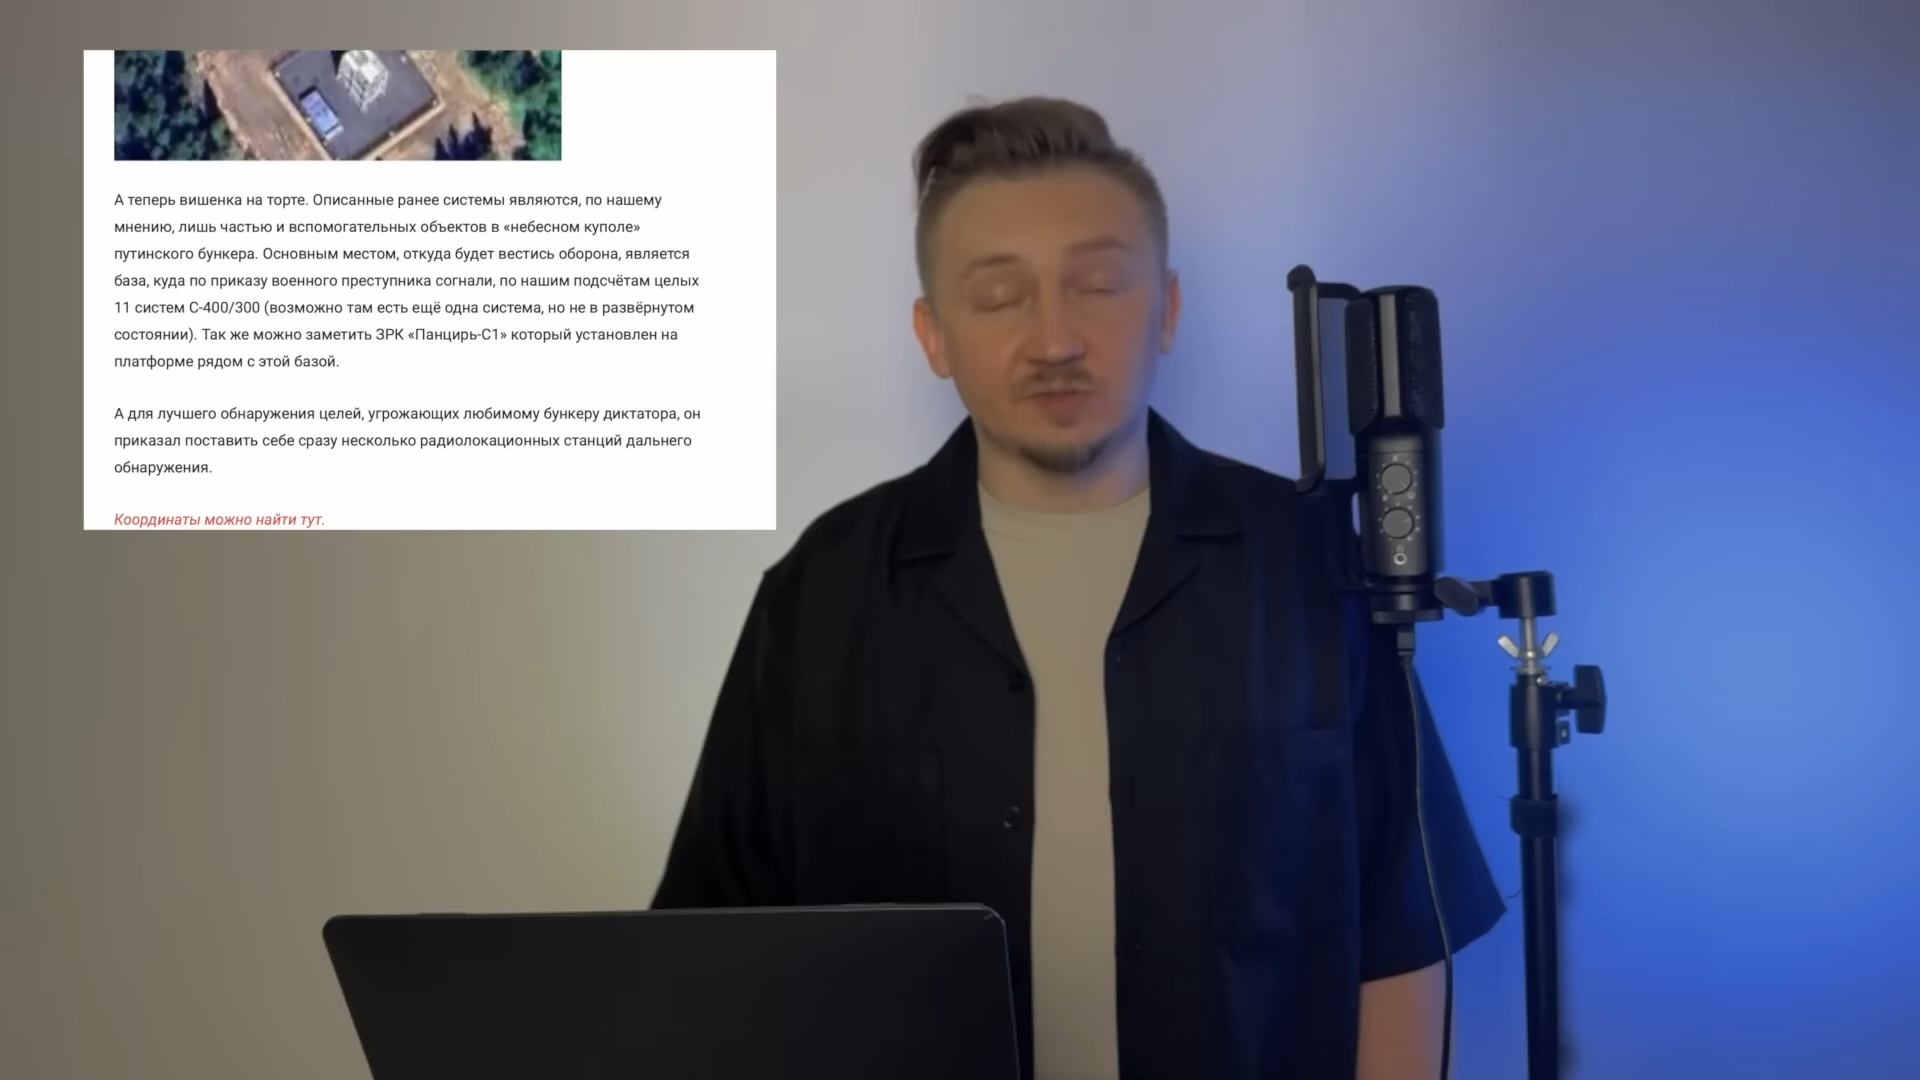 А теперь вишенка на торте. Описанные ранее системы являются, по нашему
мнению, лишь частью и вспомогательных объектов в «небесном куполе»
путинского бункера. Основным местом, откуда будет вестись оборона, является
база, куда по приказу военного преступника согнали, по нашим подсчётам целых
11 систем С-400/300 (возможно там есть ещё одна система, но не в развёрнутом
состоянии). Так же можно заметить ЗРК «Панцирь-С1» который установлен на
платформе рядом с этой базой.
А для лучшего обнаружения целей, угрожающих любимому бункеру диктатора, он
приказал поставить себе сразу несколько радиолокационных станций дальнего
обнаружения.
Координаты можно найти тут.